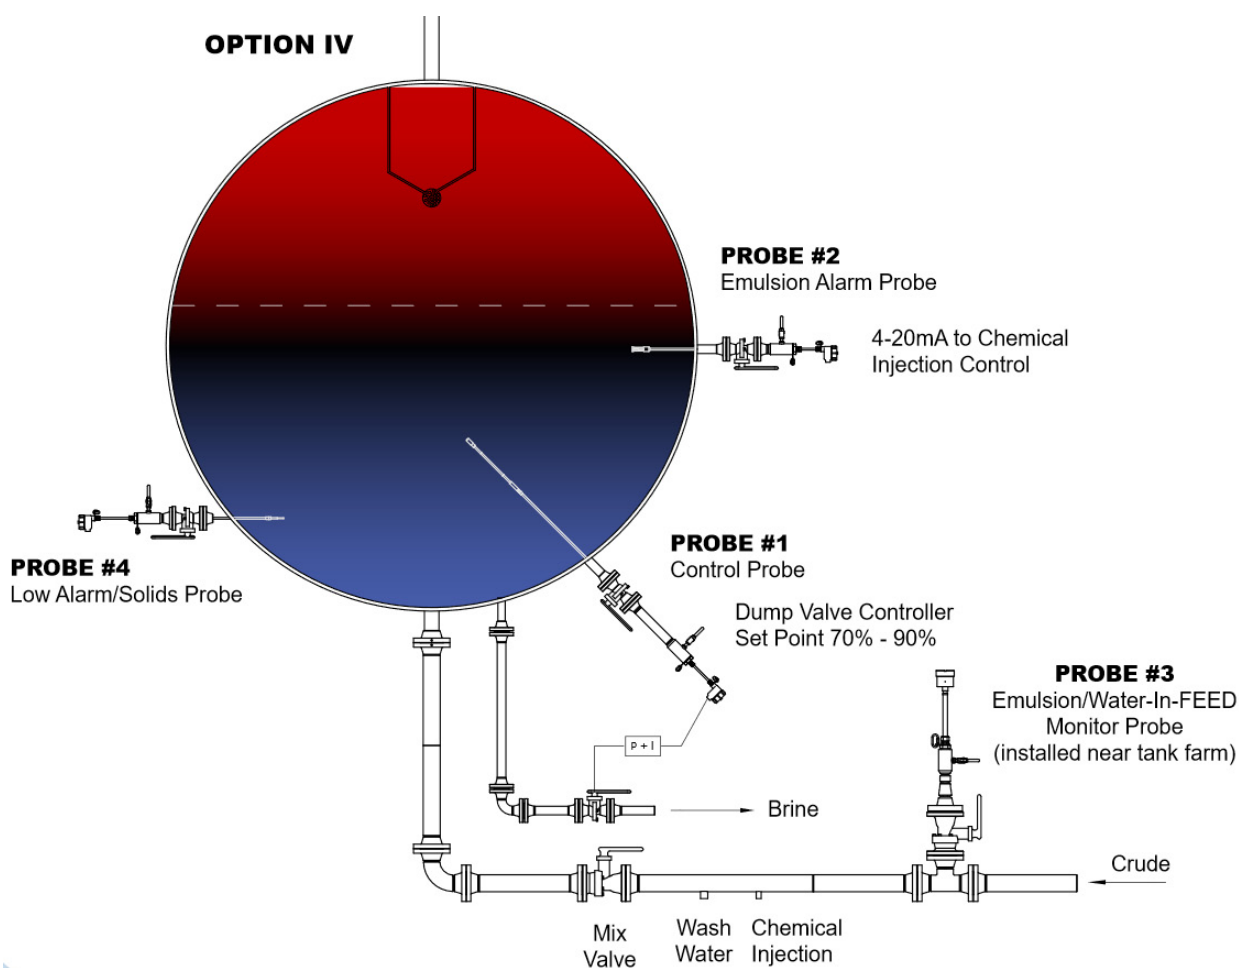 OPTION IV
PROBE #2
Emulsion Alarm Probe
4-20mA to Chemical
Injection Control
PROBE #4
Low Alarm/Solids Probe
PROBE #1
Control Probe
Dump Valve Controller
Set Point 70% - 90%
PROBE #3
Emulsion/Water-In-FEED
Monitor Probe
(installed near tank farm)
P + I
Brine
Crude
Mix
Valve
Wash
Water
Chemical
Injection